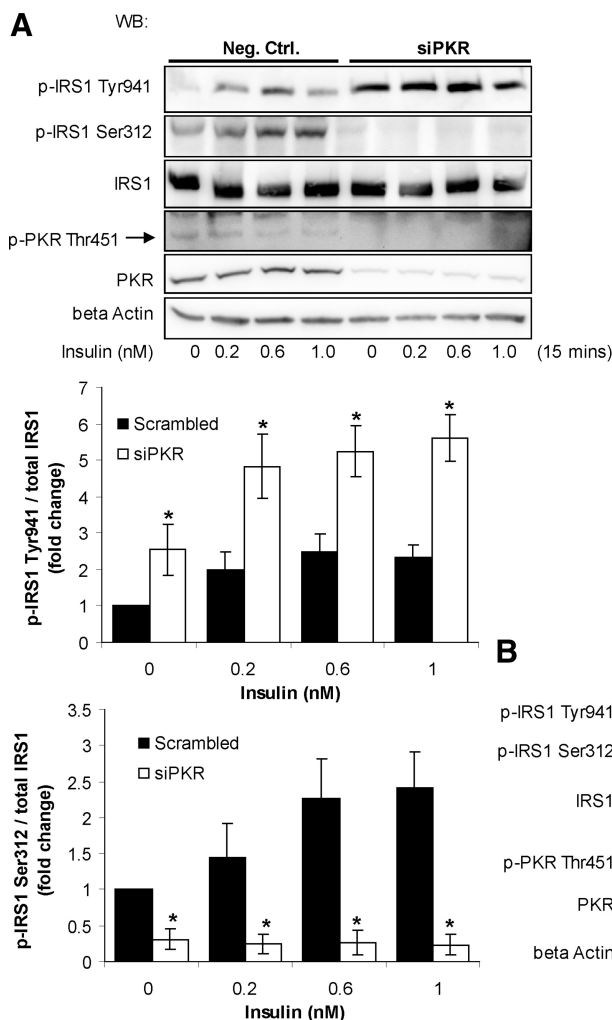 A
WB:
Neg. Ctrl. siPKR
p-IRS1 Tyr941
p-IRS1 Ser312
IRS1
p-PKR Thr451
PKR
beta Actin
Insulin (nM) 0 0.2 0.6 1.0 0 0.2 0.6 1.0 (15 mins)
p-IRS1 Tyr941 / total IRS1
(fold change)
7
6
5
4
3
2
1
0
Scrambled
siPKR
* * * *
0 0.2 0.6 1
Insulin (nM)
p-IRS1 Ser312 / total IRS1
(fold change)
3.5
3
2.5
2
1.5
1
0.5
0
Scrambled
siPKR
* * * *
0 0.2 0.6 1
Insulin (nM)
B
p-IRS1 Tyr941
p-IRS1 Ser312
IRS1
p-PKR Thr451
PKR
beta Actin